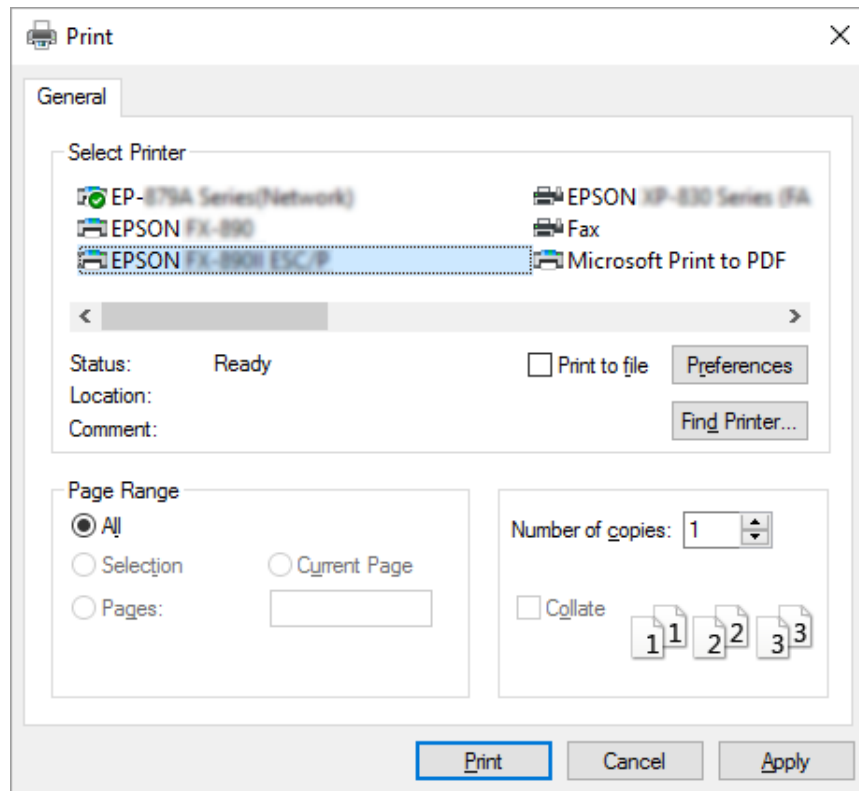 Print
General
Select Printer
EP-
EPSON
EPSON
EPSON
Fax
Microsoft Print to PDF
Status: Ready
Location:
Comment:
Print to file
Preferences
Find Printer...
Page Range
All
Selection
Current Page
Pages:
Number of copies: 1
Collate
1 1 2 2 3 3
Print
Cancel
Apply